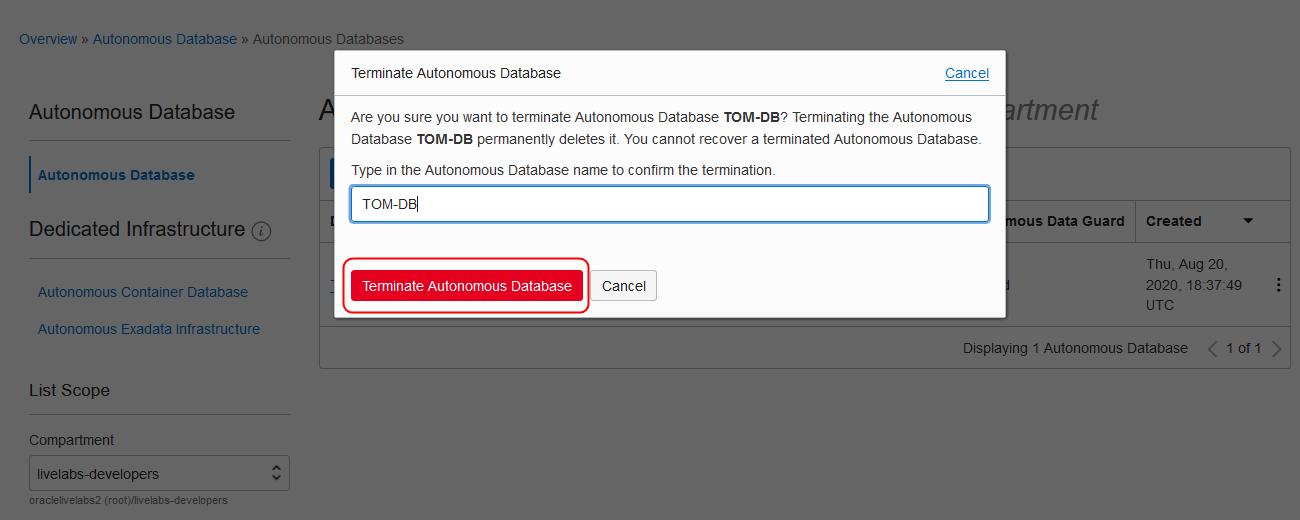 Overview » Autonomous Database » Autonomous Databases
Terminate Autonomous Database
Cancel
Are you sure you want to terminate Autonomous Database TOM-DB? Terminating the Autonomous
Database TOM-DB permanently deletes it. You cannot recover a terminated Autonomous Database.
Type in the Autonomous Database name to confirm the termination.
TOM-DB
Terminate Autonomous Database
Cancel
Autonomous Database
Autonomous Database
Dedicated Infrastructure
Autonomous Container Database
Autonomous Exadata Infrastructure
List Scope
Compartment
livelabs-developers
oraclelivelabs2 (root)/livelabs-developers
Data Guard
Created
Thu, Aug 20,
2020, 18:37:49
UTC
Displaying 1 Autonomous Database
1 of 1